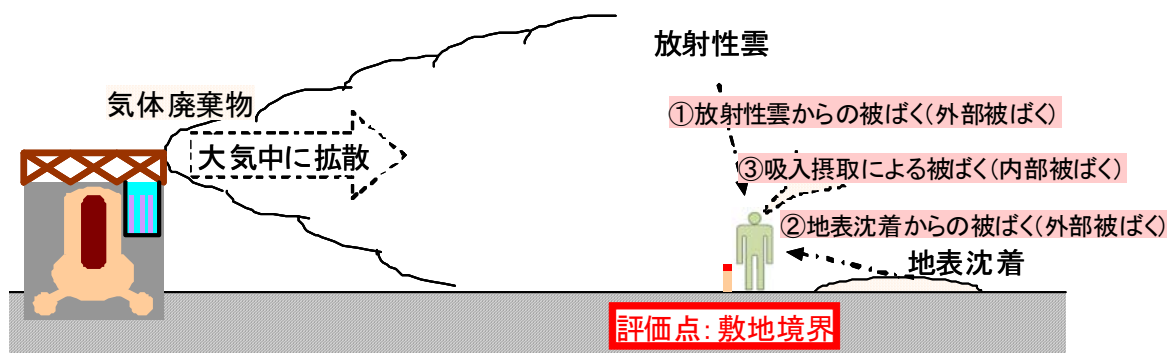 放射性雲
気体廃棄物
①放射性雲からの被ばく(外部被ばく)
大気中に拡散
③吸入摂取による被ばく(内部被ばく)
②地表沈着からの被ばく(外部被ばく)
地表沈着
評価点:敷地境界